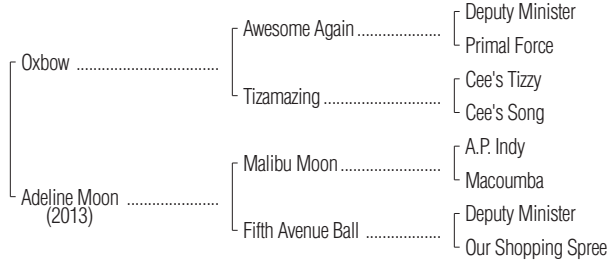 Deputy Minister
Awesome Again ....................
Primal Force
Oxbow ..................................
Cee's Tizzy
Tizamazing ............................
Cee's Song
A.P. Indy
Malibu Moon ........................
Macoumba
Adeline Moon ......................
(2013)
Deputy Minister
Fifth Avenue Ball ..................
Our Shopping Spree